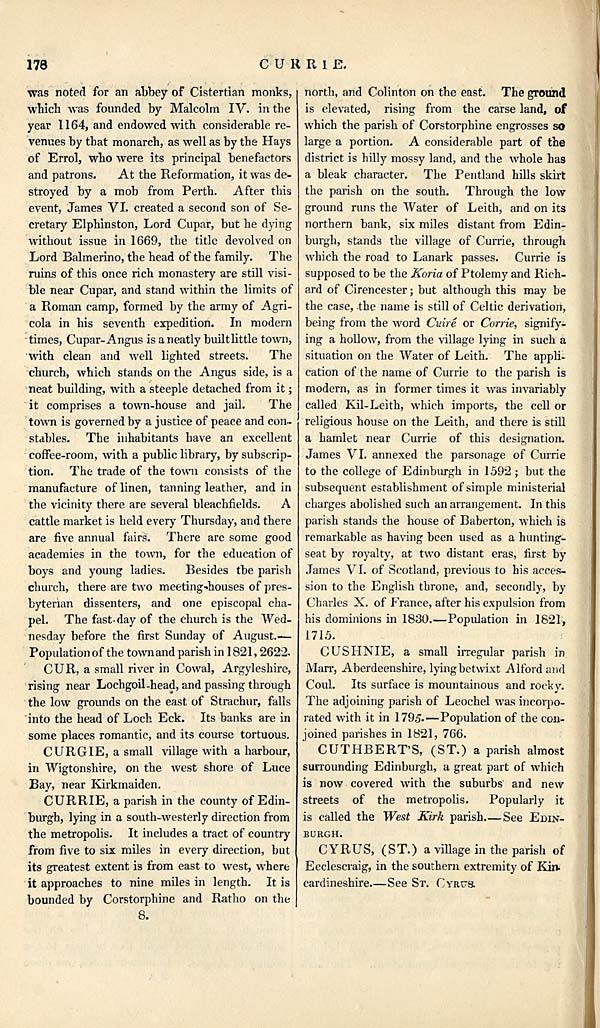 178
CURRIE.
was noted for an abbey of Cistertian monks,
which was founded by Malcolm IV. in the
year 1164, and endowed with considerable re-
venues by that monarch, as well as by the Hays
of Errol, who were its principal benefactors
and patrons. At the Reformation, it was de-
stroyed by a mob from Perth. After this
event, James VI. created a second son of Se-
cretary Elphinston, Lord Cupar, but he dying
without issue in 1669, the title devolved on
Lord Balmerino, the head of the family. The
ruins of this once rich monastery are still visi-
ble near Cupar, and stand within the limits of
a Roman camp, formed by the army of Agri-
cola in his seventh expedition. In modern
times, Cupar-Angus is a neatly built little town,
with clean and well lighted streets. The
church, which stands on the Angus side, is a
neat building, with a steeple detached from it;
it comprises a town-house and jail. The
town is governed by a justice of peace and con-
stables. The inhabitants have an excellent
coffee-room, with a public library, by subscrip-
tion. The trade of the town consists of the
manufacture of linen, tanning leather, and in
the vicinity there are several bleachfields. A
cattle market is held every Thursday, and there
are five annual fairs. There are some good
academies in the town, for the education of
boys and young ladies. Besides the parish
church, there are two meeting-houses of pres-
byterian dissenters, and one episcopal cha-
pel. The fast-day of the church is the Wed-
nesday before the first Sunday of August.—
Population of the town and parish in 1821, 2622.
CUR, a small river in Cowal, Argyleshire,
rising near Lochgoil-head, and passing through
the low grounds on the east of Strachur, falls
into the head of Loch Eck. Its banks are in
some places romantic, and its course tortuous.
CURGIE, a small village with a harbour,
in Wigtonshire, on the west shore of Luce
Bay, near Kirkmaiden.
CURRIE, a parish in the county of Edin-
burgh, lying in a south-westerly direction from
the metropolis. It includes a tract of country
from five to six miles in every direction, but
its greatest extent is from east to west, where
it approaches to nine miles in length. It is
bounded by Corstorphine and Ratho on the
8.
north, and Colinton on the east. The ground
is elevated, rising from the carse land, of
which the parish of Corstorphine engrosses so
large a portion. A considerable part of the
district is hilly mossy land, and the whole has
a bleak character. The Pentland hills skirt
the parish on the south. Through the low
ground runs the Water of Leith, and on its
northern bank, six miles distant from Edin-
burgh, stands the village of Currie, through
which the road to Lanark passes. Currie is
supposed to be the Koria of Ptolemy and Rich-
ard of Cirencester; but although this may be
the case, the name is still of Celtic derivation,
being from the word Cuiré or Corrie, signify-
ing a hollow, from the village lying in such a
situation on the Water of Leith. The appli-
cation of the name of Currie to the parish is
modern, as in former times it was invariably
called Kil-Leith, which imports, the cell or
religious house on the Leith, and there is still
a hamlet near Currie of this designation.
James VI. annexed the parsonage of Currie
to the college of Edinburgh in 1592; but the
subsequent establishment of simple ministerial
charges abolished such an arrangement. In this
parish stands the house of Baberton, which is
remarkable as having been used as a hunting-
seat by royalty, at two distant eras, first by
James VI. of Scotland, previous to his acces-
sion to the English throne, and, secondly, by
Charles X. of France, after his expulsion from
his dominions in 1830.—Population in 1821,
1715.
CUSHNIE, a small irregular parish in
Marr, Aberdeenshire, lying betwixt Alford and
Coul. Its surface is mountainous and rocky.
The adjoining parish of Leochel was incorpo-
rated with it in 1795.—Population of the con-
joined parishes in 1821, 766.
CUTHBERT'S, (ST.) a parish almost
surrounding Edinburgh, a great part of which
is now covered with the suburbs and new
streets of the metropolis. Popularly it
is called the West Kirk parish.—See EDIN-
BURGH.
CYRUS, (ST.) a village in the parish of
Ecclescraig, in the southern extremity of Kin-
cardineshire.—See ST. CYRUS.